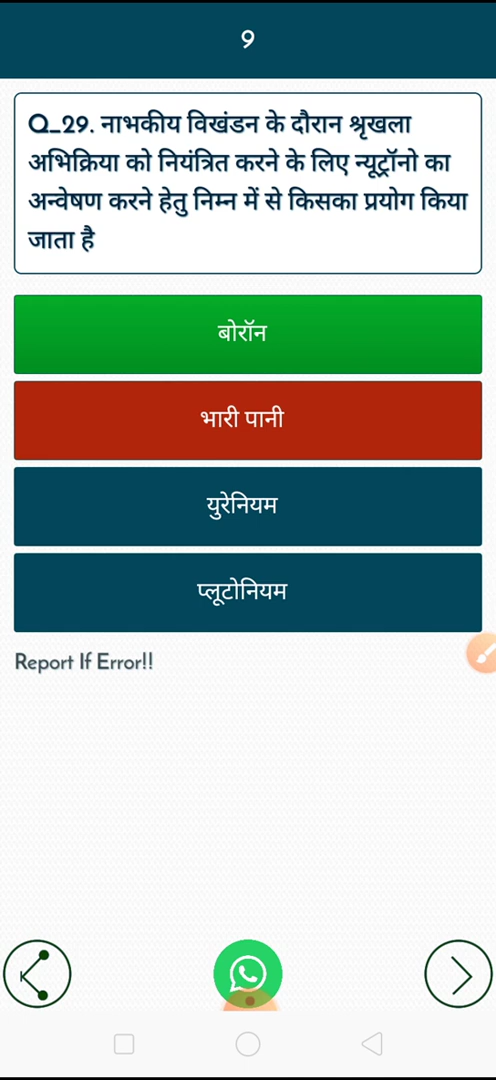 9
Q_29. नाभकीय विखंडन के दौरान श्रृखला
अभिक्रिया को नियंत्रित करने के लिए न्यूट्रॉनो का
अन्वेषण करने हेतु निम्न में से किसका प्रयोग किया
जाता है
बोरॉन
भारी पानी
युरेनियम
प्लूटोनियम
Report If Error!!